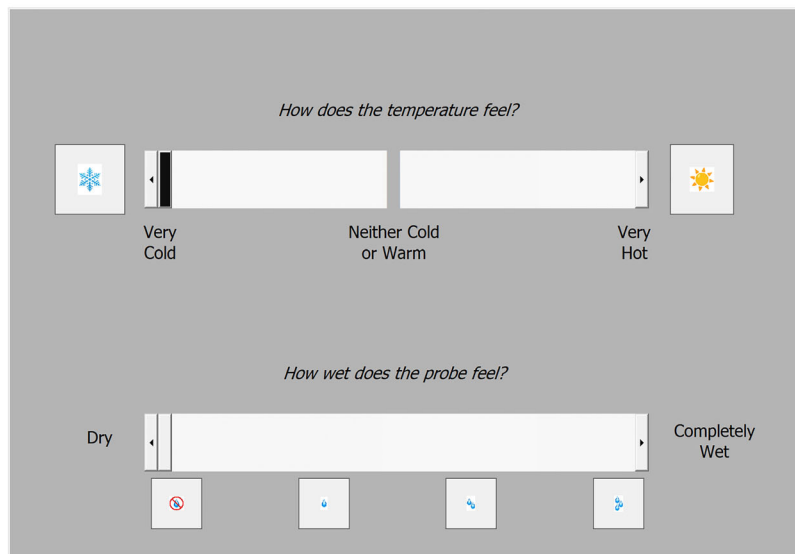 How does the temperature feel?
Very
Cold
Neither Cold
or Warm
Very
Hot
How wet does the probe feel?
Dry
Completely
Wet